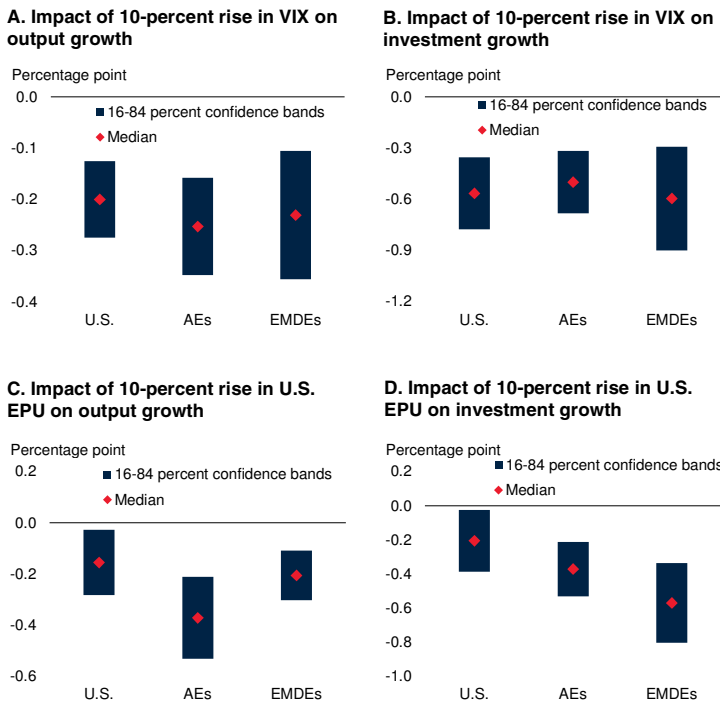 A. Impact of 10-percent rise in VIX on
output growth
Percentage point
0.0
16-84 percent confidence bands
Median
-0.1
-0.2
-0.3
-0.4
U.S. AEs EMDEs
B. Impact of 10-percent rise in VIX on
investment growth
Percentage point
0.0
16-84 percent confidence bands
Median
-0.3
-0.6
-0.9
-1.2
U.S. AEs EMDEs
C. Impact of 10-percent rise in U.S.
EPU on output growth
Percentage point
0.2
16-84 percent confidence bands
Median
0.0
-0.2
-0.4
-0.6
U.S. AEs EMDEs
D. Impact of 10-percent rise in U.S.
EPU on investment growth
Percentage point
0.2
16-84 percent confidence bands
Median
0.0
-0.2
-0.4
-0.6
-0.8
-1.0
U.S. AEs EMDEs